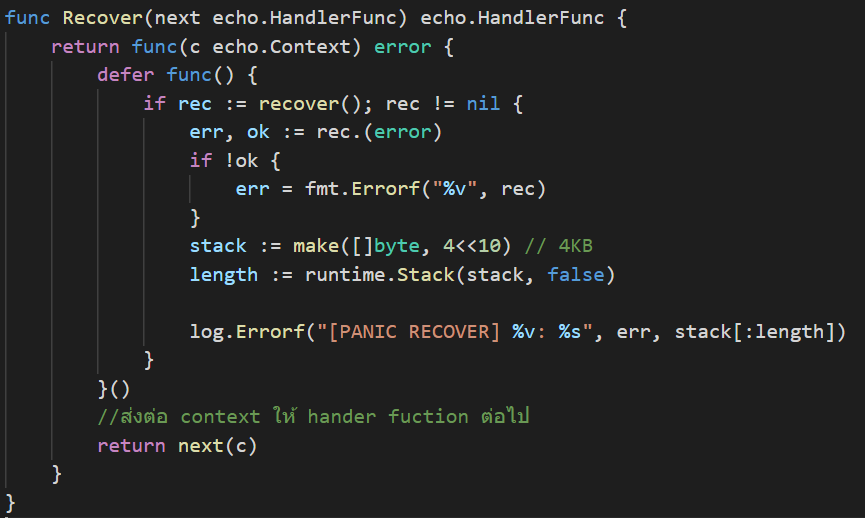 func Recover(next echo.HandlerFunc) echo.HandlerFunc {
    return func(c echo.Context) error {
        defer func() {
            if rec := recover(); rec != nil {
                err, ok := rec.(error)
                if !ok {
                    err = fmt.Errorf("%v", rec)
                }
                stack := make([]byte, 4<<10) // 4KB
                length := runtime.Stack(stack, false)

                log.Errorf("[PANIC RECOVER] %v: %s", err, stack[:length])
            }
        }()
        //ส่งต่อ context ให้ hander fuction ต่อไป
        return next(c)
    }
}